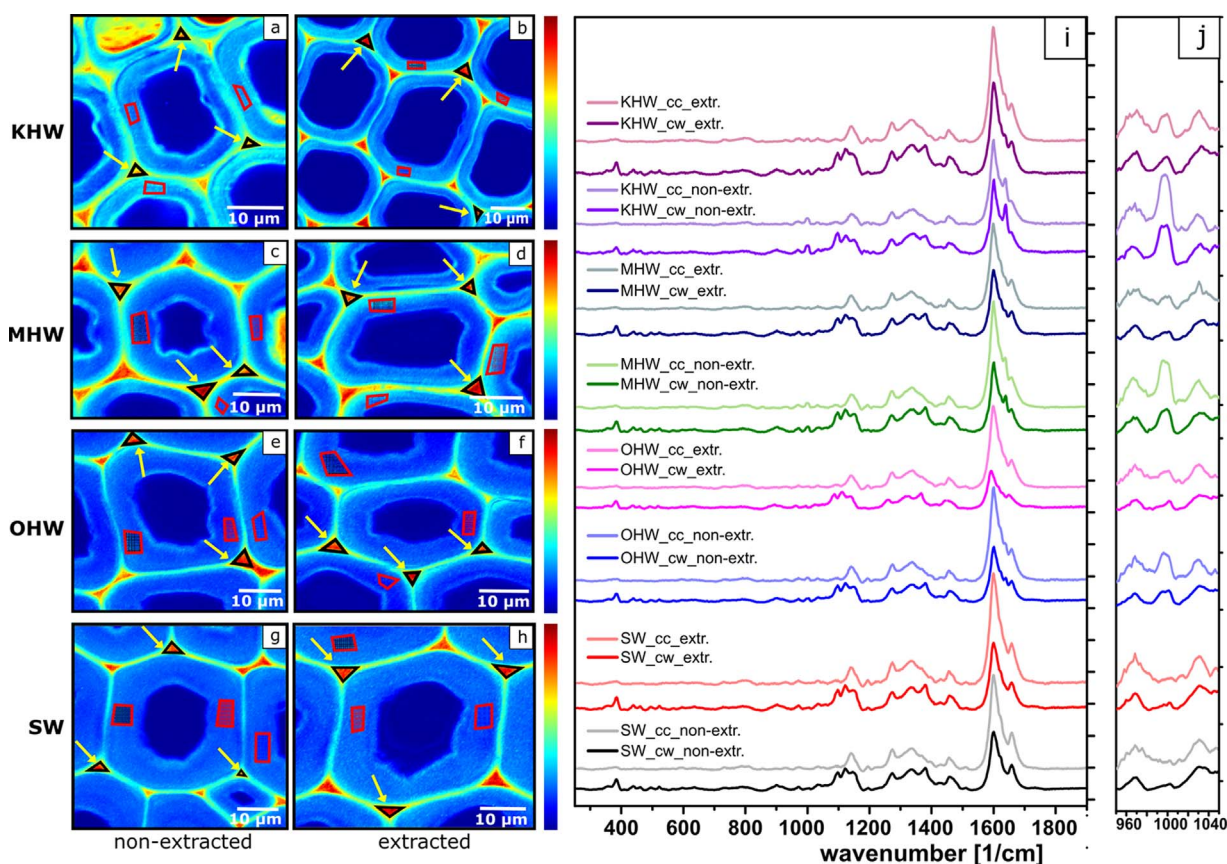 KHW
a
10 µm
b
10 µm
MHW
c
10 µm
d
10 µm
OHW
e
10 µm
f
10 µm
SW
g
10 µm
h
10 µm
non-extracted
extracted
i
KHW_cc_extr.
KHW_cw_extr.
KHW_cc_non-extr.
KHW_cw_non-extr.
MHW_cc_extr.
MHW_cw_extr.
MHW_cc_non-extr.
MHW_cw_non-extr.
OHW_cc_extr.
OHW_cw_extr.
OHW_cc_non-extr.
OHW_cw_non-extr.
SW_cc_extr.
SW_cw_extr.
SW_cc_non-extr.
SW_cw_non-extr.
400 600 800 1000 1200 1400 1600 1800
wavenumber [1/cm]
j
960 1000 1040